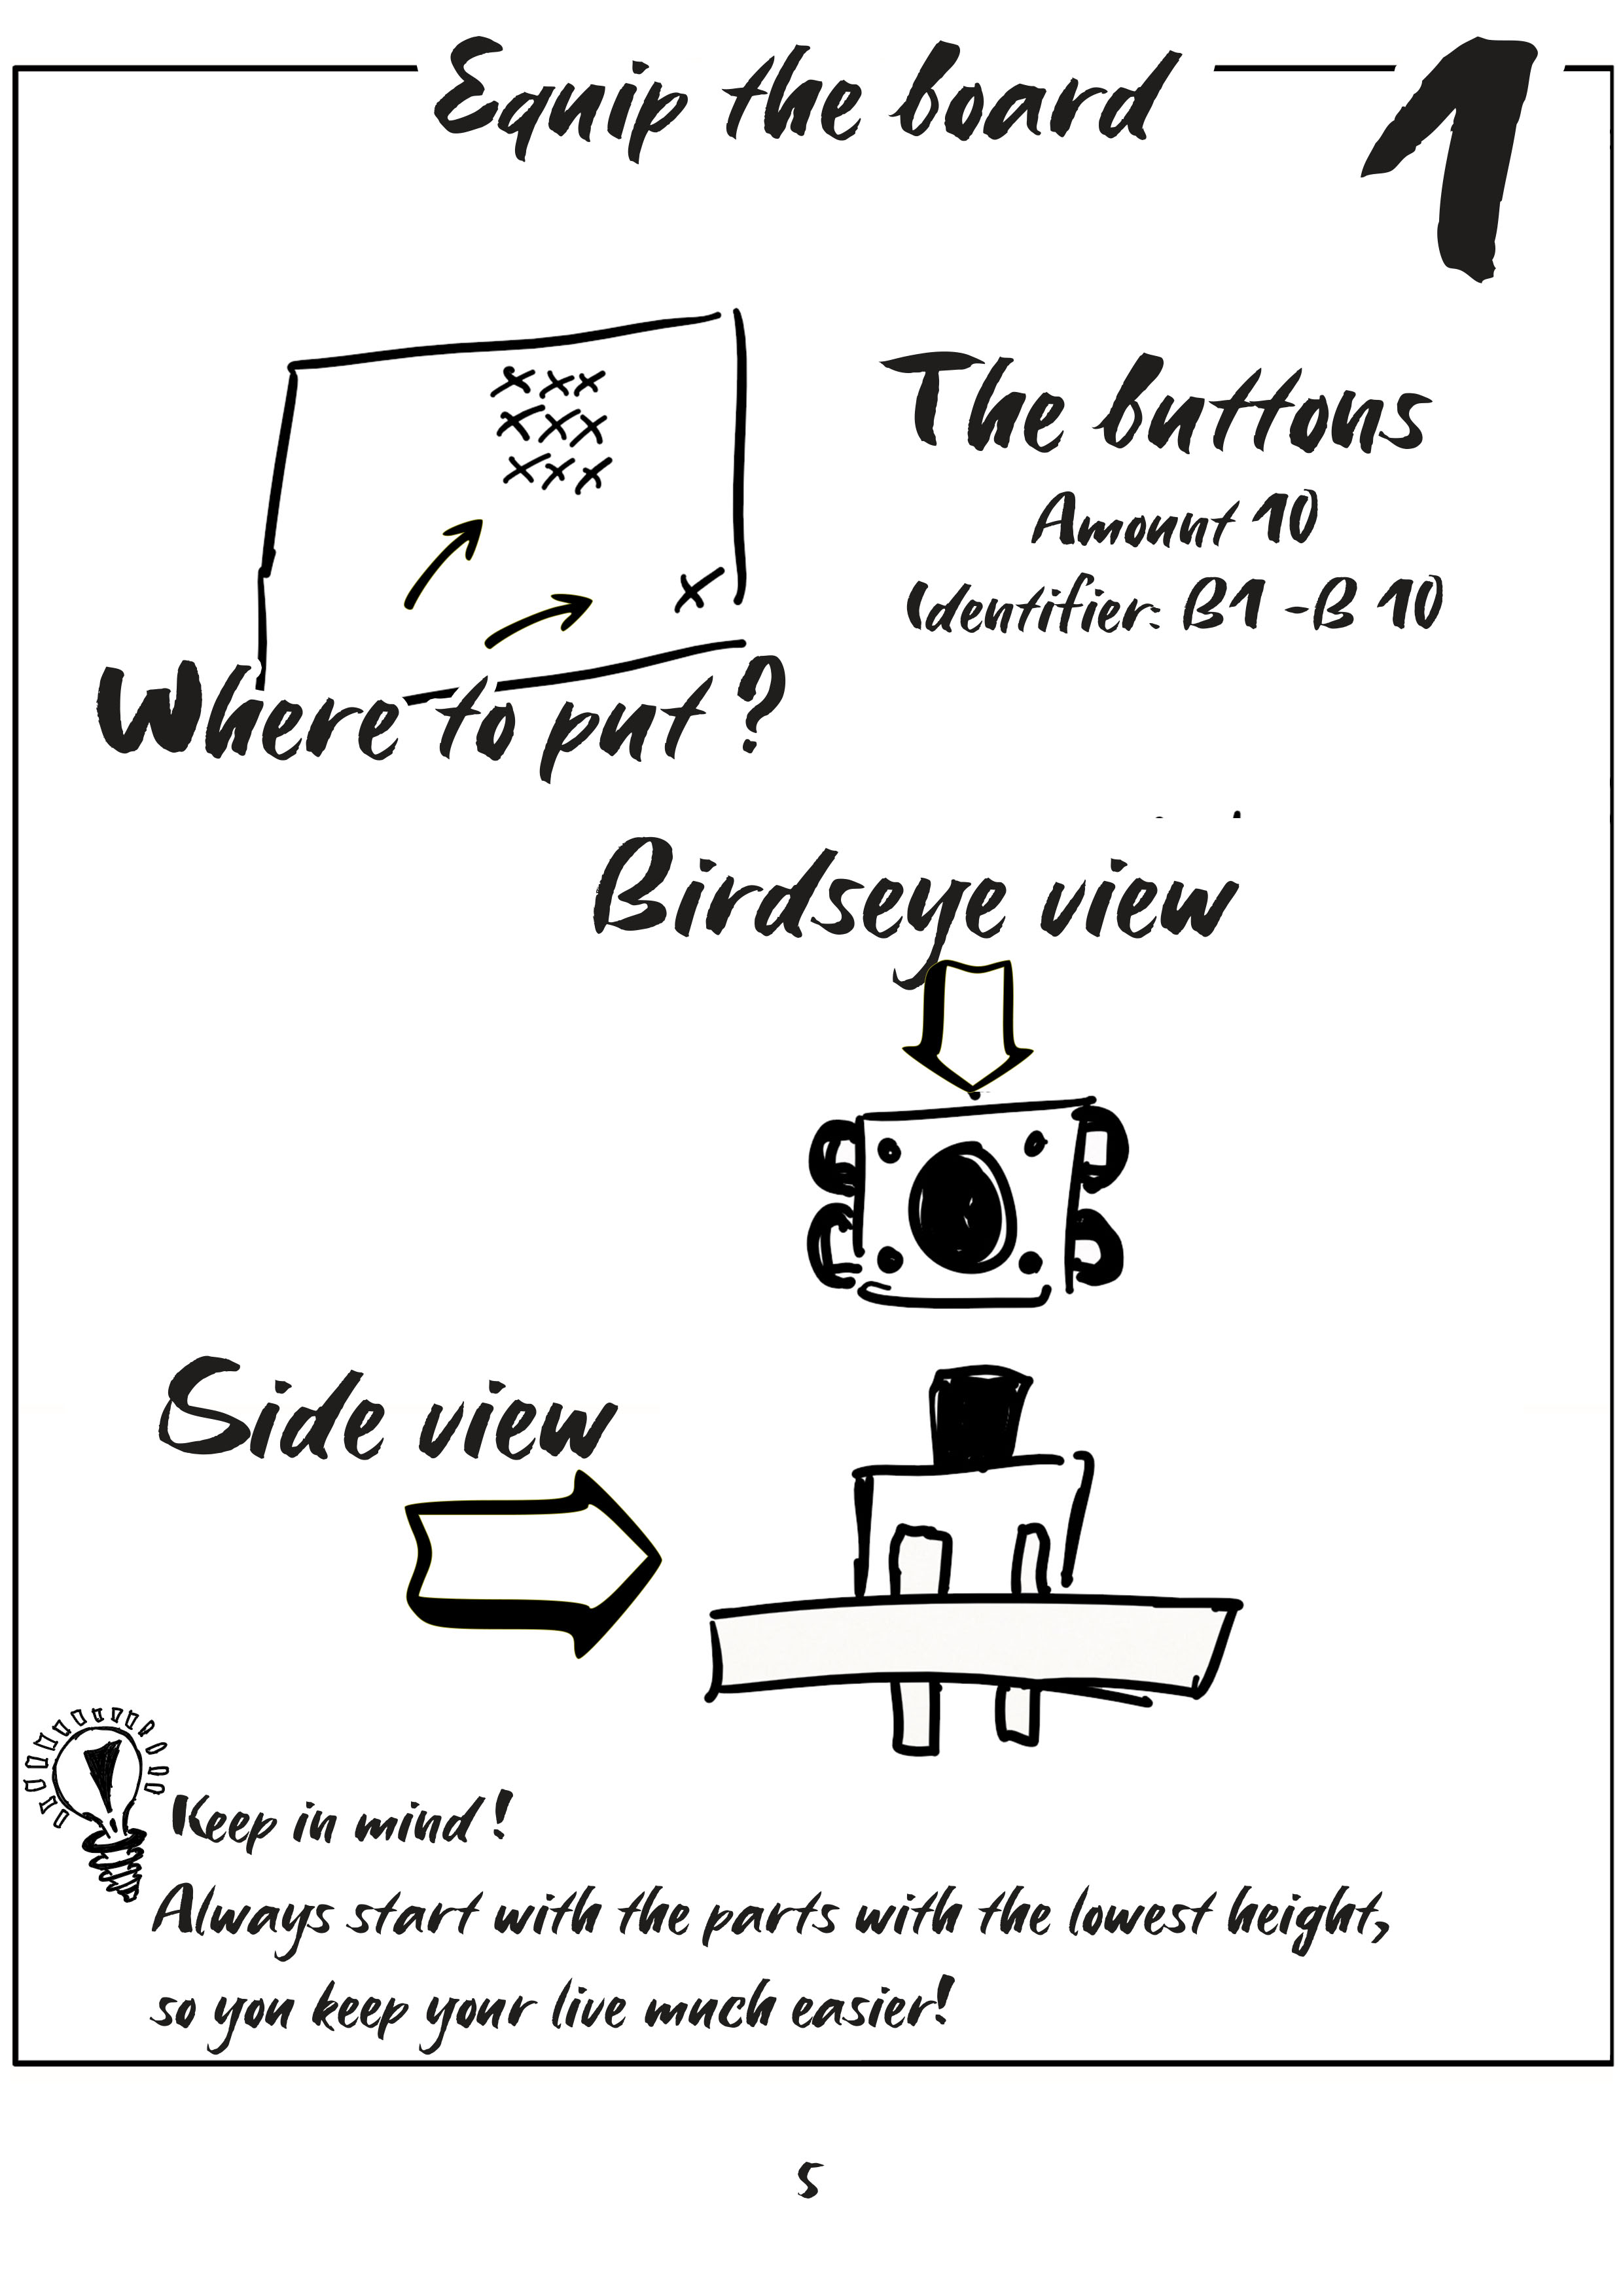 Equip the board
1
The buttons
Amount 10
Identifier: B1 - B 10
Where to put ?
Birdseye view
Side view
Keep in mind !
Always start with the parts with the lowest height,
so you keep your live much easier!
5